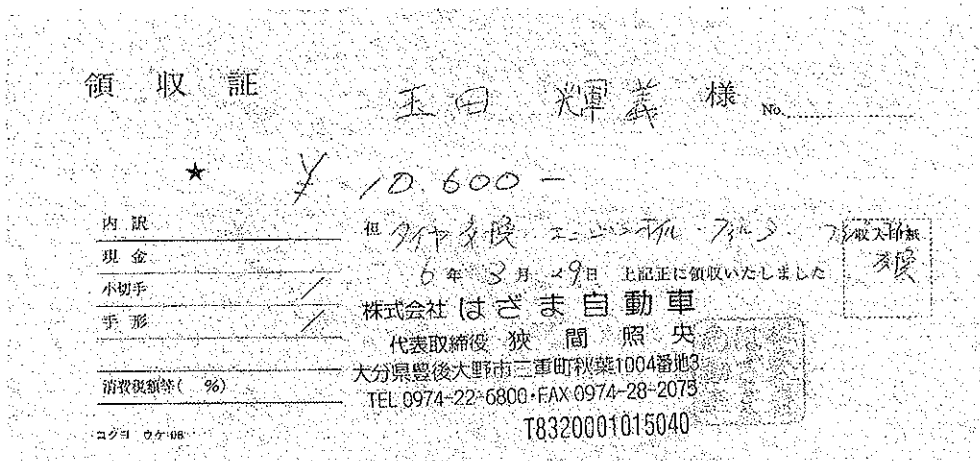 領収証
玉田 輝義 様 No.
★ ¥10.600-
内訳
但 タイヤ交換 エンジンオイル・フィルター・
現金
交換
6年3月29日 上記正に領収いたしました
小切手
手形
株式会社 はざま自動車
代表取締役 狭間照央
大分県豊後大野市三重町秋葉1004番地3
消費税額等( %)
TEL 0974-22-6800・FAX 0974-28-2075
T8320001015040
コクヨ ウケ-98